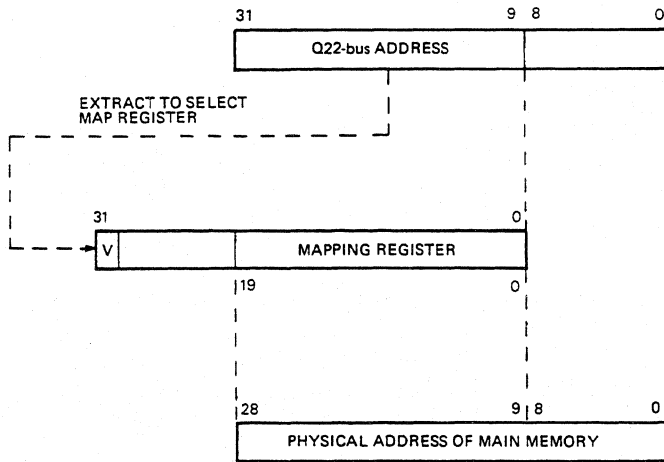 31 9 8 0
Q22-bus ADDRESS
EXTRACT TO SELECT
MAP REGISTER
31 0
V MAPPING REGISTER
19 0
28 9 8 0
PHYSICAL ADDRESS OF MAIN MEMORY